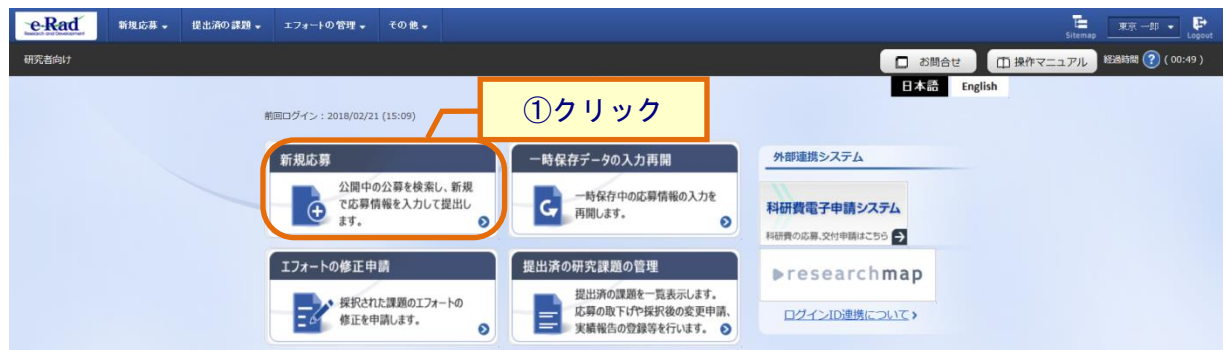 e-Rad
新規応募
提出済の課題
エフォートの管理
その他
Sitemap
東京 一郎
Logout
研究者向け
お問合せ
操作マニュアル
経過時間 ? ( 00:49 )
日本語 English
①クリック
前回ログイン : 2018/02/21 (15:09)
新規応募
公開中の公募を検索し、新規
で応募情報を入力して提出し
ます。
一時保存データの入力再開
一時保存中の応募情報の入力を
再開します。
エフォートの修正申請
採択された課題のエフォートの
修正を申請します。
提出済の研究課題の管理
提出済の課題を一覧表示します。
応募の取下げや採択後の変更申請、
実績報告の登録等を行います。
外部連携システム
科研費電子申請システム
科研費の応募、交付申請はこちら
researchmap
ログインID連携について